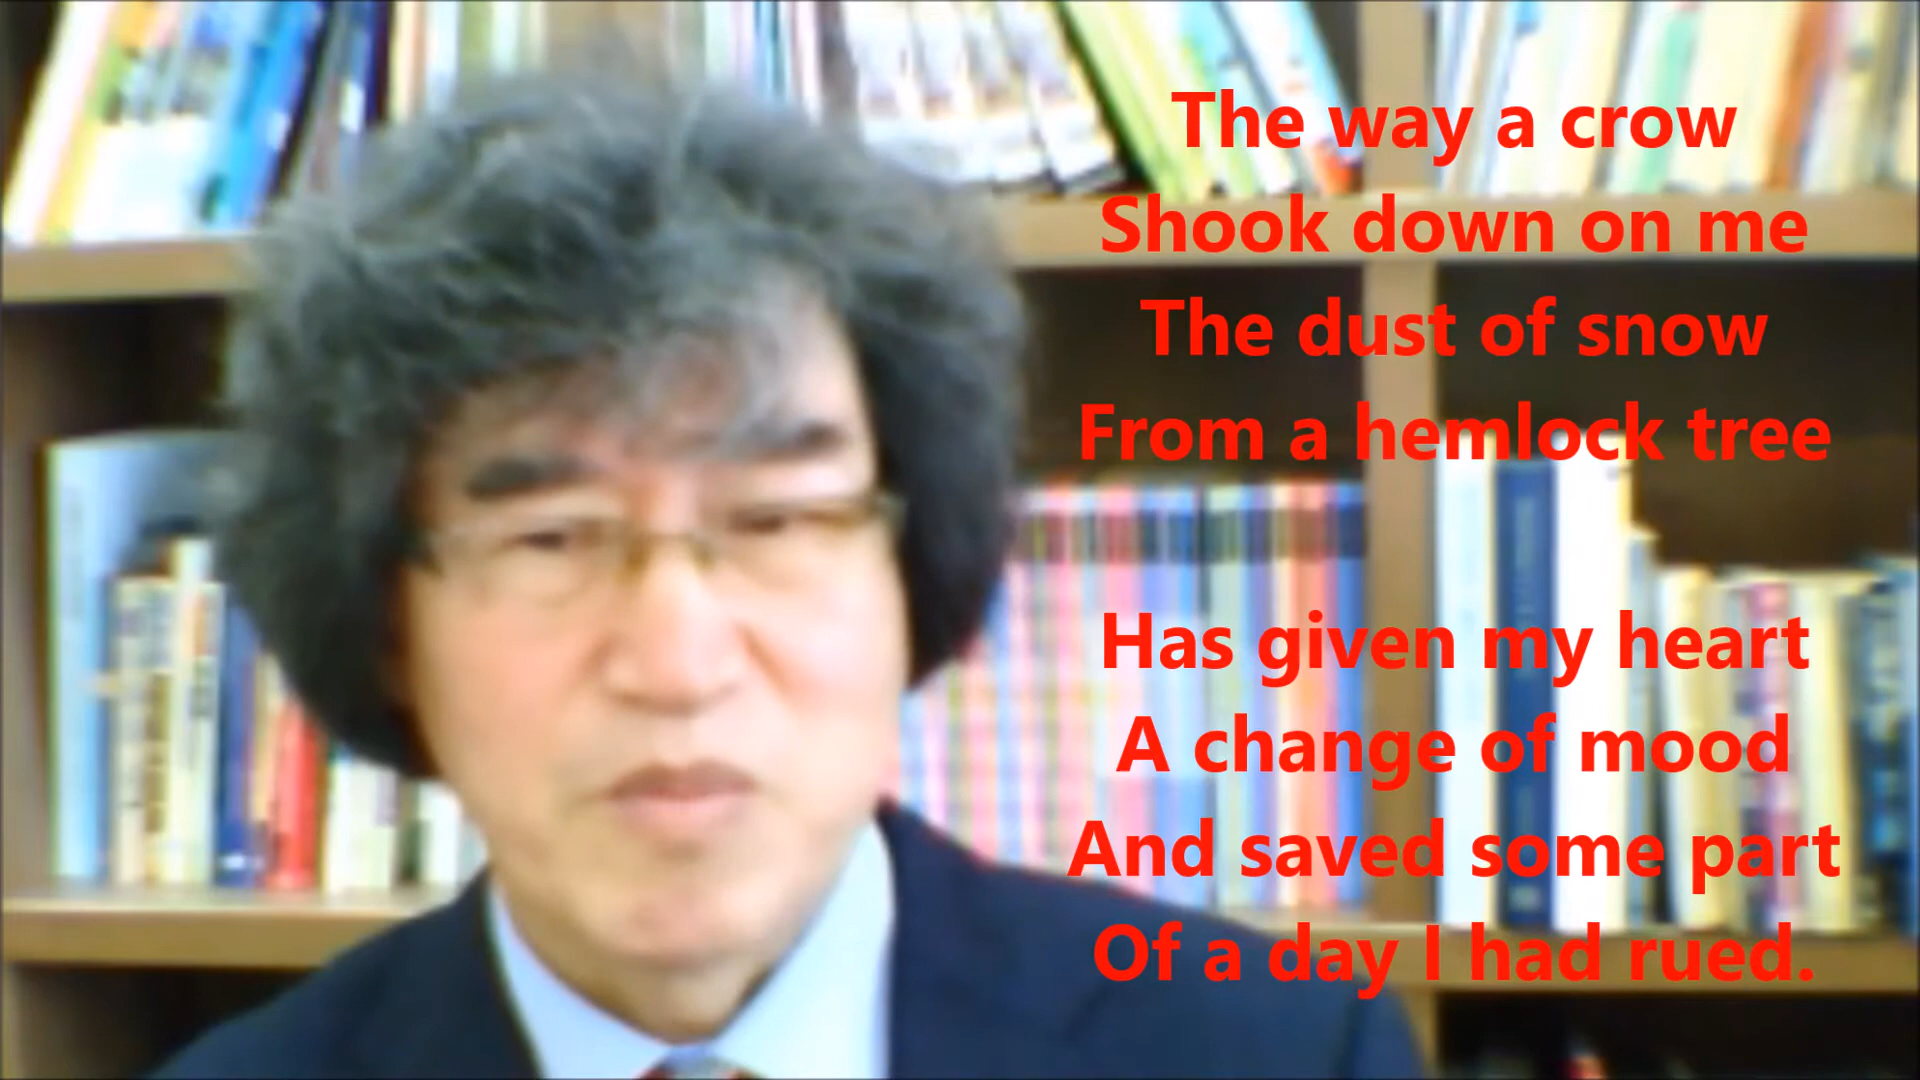 The way a crow
Shook down on me
The dust of snow
From a hemlock tree
Has given my heart
A change of mood
And saved some part
Of a day I had rued.